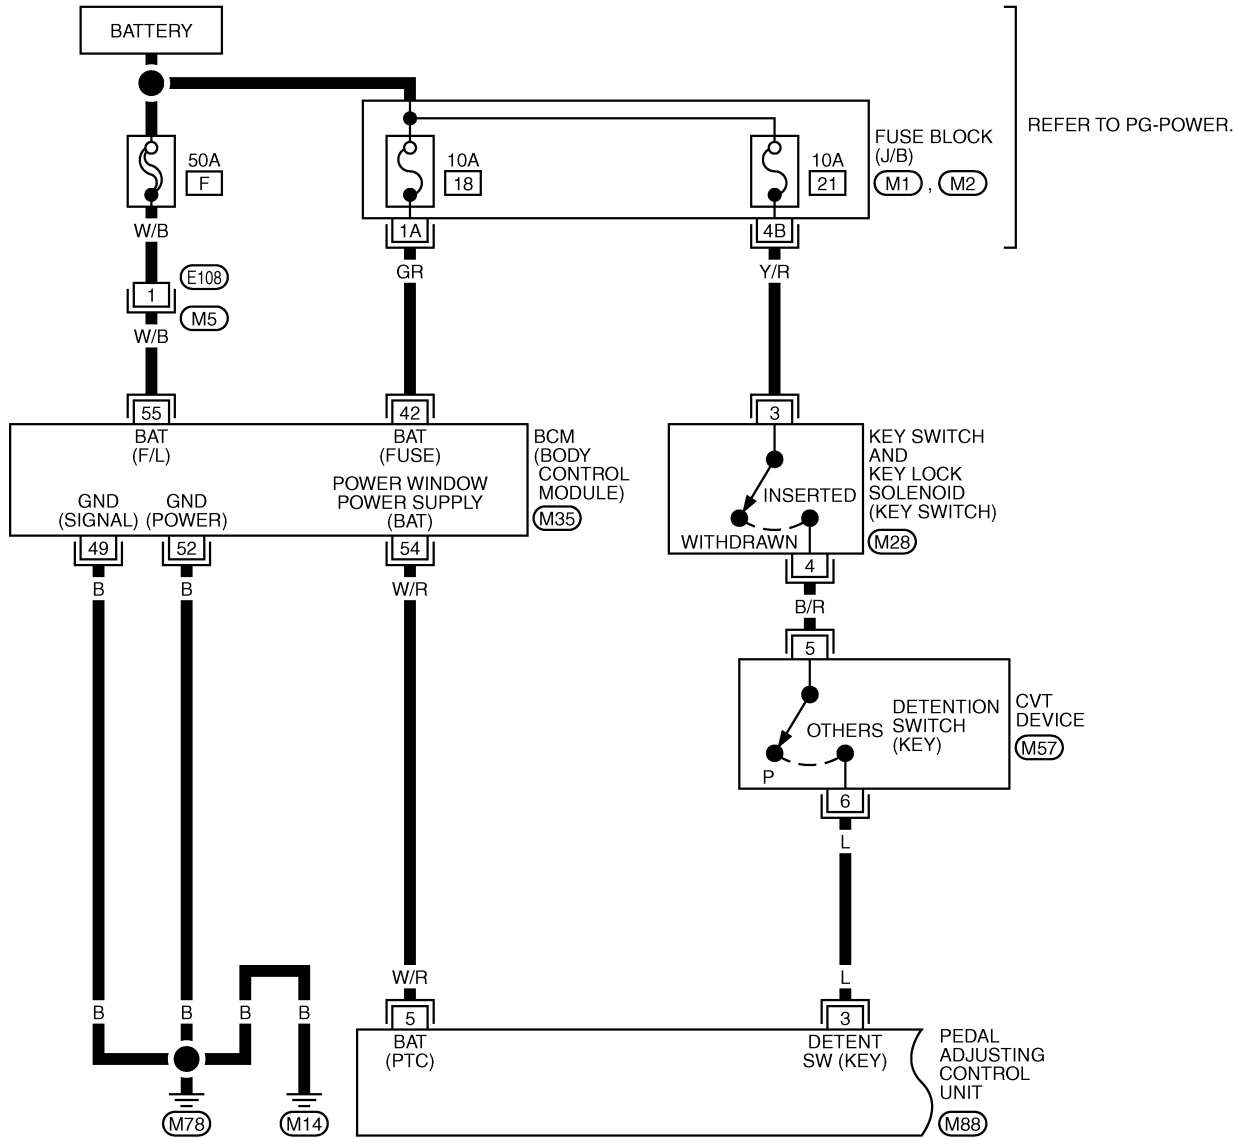 BATTERY
REFER TO PG-POWER.
50A
F
10A
18
10A
21
FUSE BLOCK
(J/B)
M1 , M2
W/B
1A
4B
GR
Y/R
E108
1
M5
W/B
55
42
3
BAT
(F/L)
BAT
(FUSE)
POWER WINDOW
POWER SUPPLY
(BAT)
GND
(SIGNAL)
GND
(POWER)
BCM
(BODY
CONTROL
MODULE)
M35
INSERTED
WITHDRAWN
KEY SWITCH
AND
KEY LOCK
SOLENOID
(KEY SWITCH)
M28
49
52
54
4
B
B
W/R
B/R
5
OTHERS
P
DETENTION
SWITCH
(KEY)
CVT
DEVICE
M57
6
L
W/R
L
B
B
B
B
5
3
BAT
(PTC)
DETENT
SW (KEY)
PEDAL
ADJUSTING
CONTROL
UNIT
M88
M78
M14